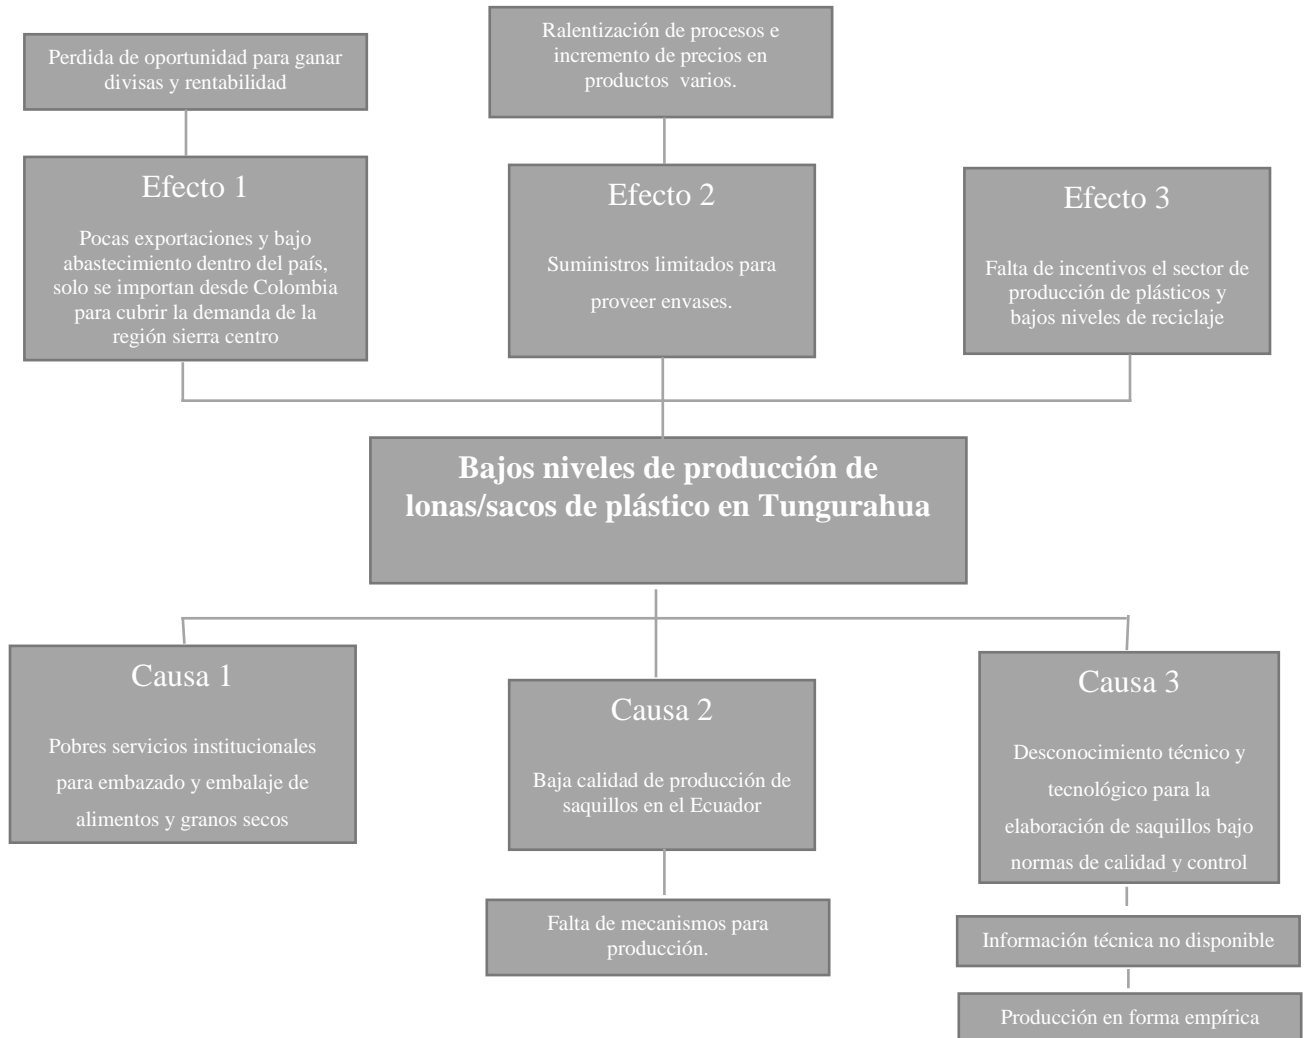 Perdida de oportunidad para ganar
divisas y rentabilidad
Ralentización de procesos e
incremento de precios en
productos varios.
Efecto 1
Pocas exportaciones y bajo
abastecimiento dentro del país,
solo se importan desde Colombia
para cubrir la demanda de la
región sierra centro
Efecto 2
Suministros limitados para
proveer envases.
Efecto 3
Falta de incentivos el sector de
producción de plásticos y
bajos niveles de reciclaje
Bajos niveles de producción de
lonas/sacos de plástico en Tungurahua
Causa 1
Pobres servicios institucionales
para embazado y embalaje de
alimentos y granos secos
Causa 2
Baja calidad de producción de
saquillos en el Ecuador
Falta de mecanismos para
producción.
Causa 3
Desconocimiento técnico y
tecnológico para la
elaboración de saquillos bajo
normas de calidad y control
Información técnica no disponible
Producción en forma empírica